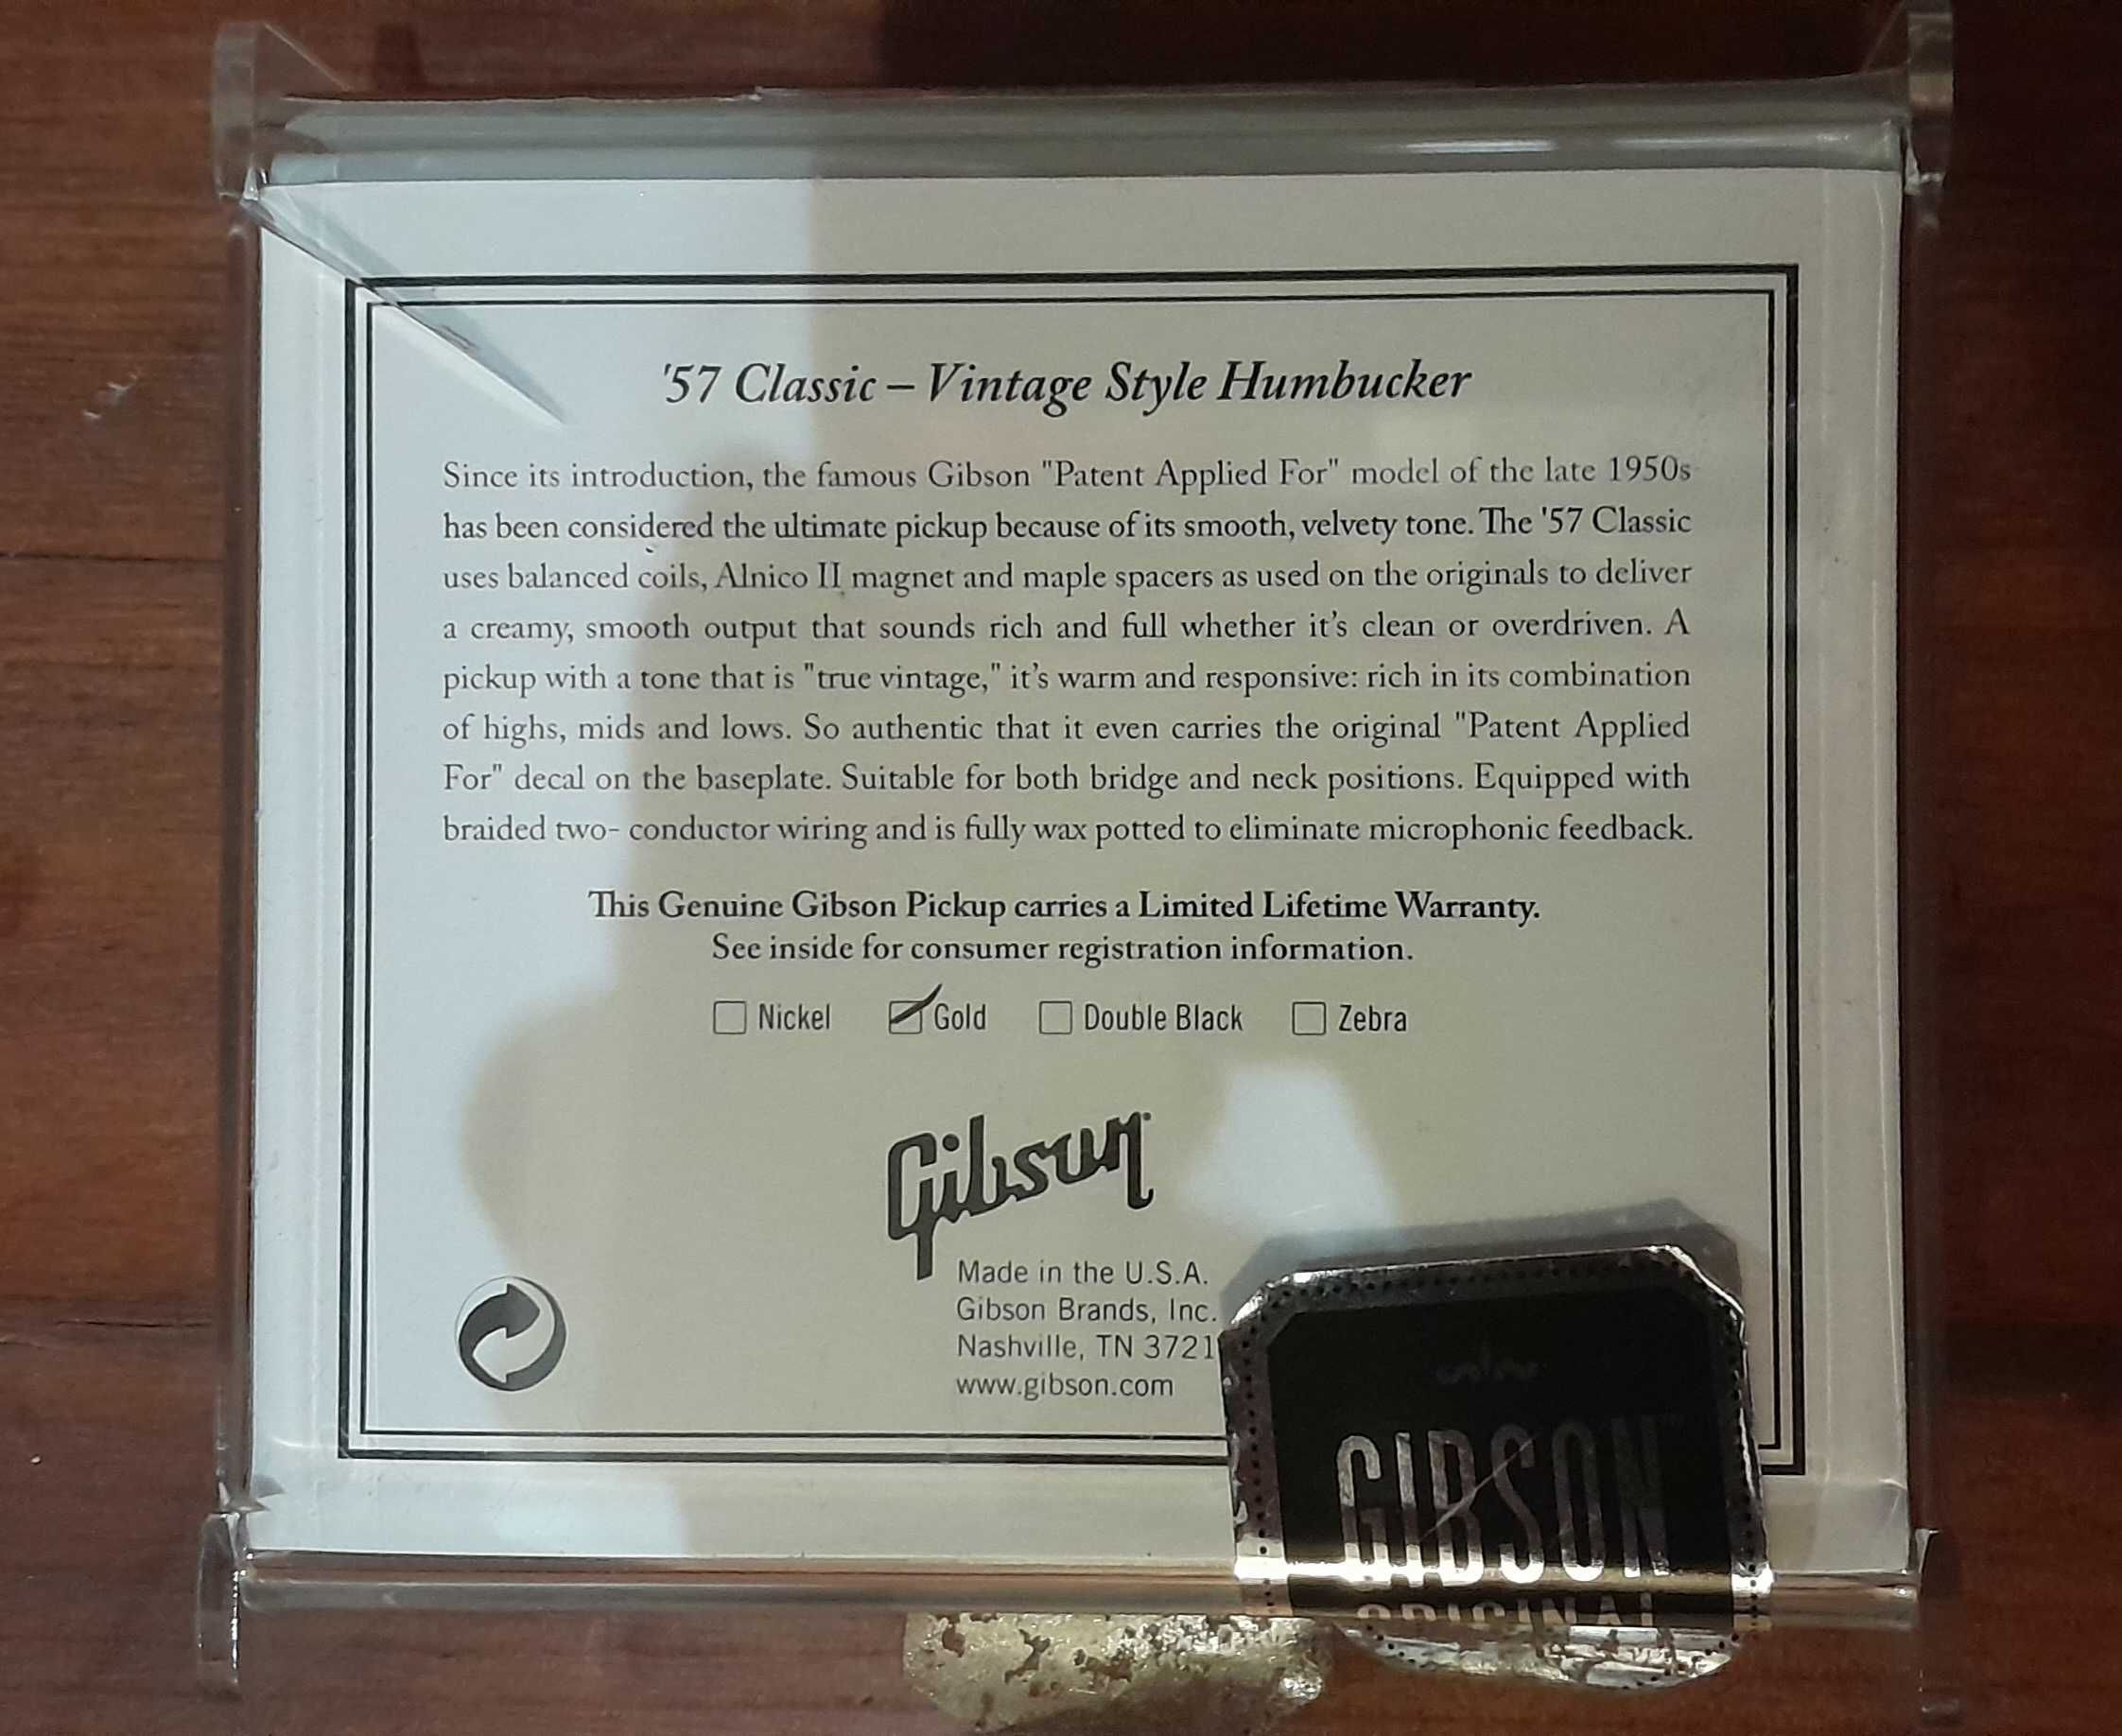 '57 Classic – Vintage Style Humbucker
Since its introduction, the famous Gibson "Patent Applied For" model of the late 1950s
has been considered the ultimate pickup because of its smooth, velvety tone. The '57 Classic
uses balanced coils, Alnico II magnet and maple spacers as used on the originals to deliver
a creamy, smooth output that sounds rich and full whether it's clean or overdriven. A
pickup with a tone that is "true vintage," it's warm and responsive: rich in its combination
of highs, mids and lows. So authentic that it even carries the original "Patent Applied
For" decal on the baseplate. Suitable for both bridge and neck positions. Equipped with
braided two- conductor wiring and is fully wax potted to eliminate microphonic feedback.
This Genuine Gibson Pickup carries a Limited Lifetime Warranty.
See inside for consumer registration information.
Nickel Gold Double Black Zebra
Gibson
Made in the U.S.A.
Gibson Brands, Inc.
Nashville, TN 3721
www.gibson.com
GIBSON
ORIGINAL